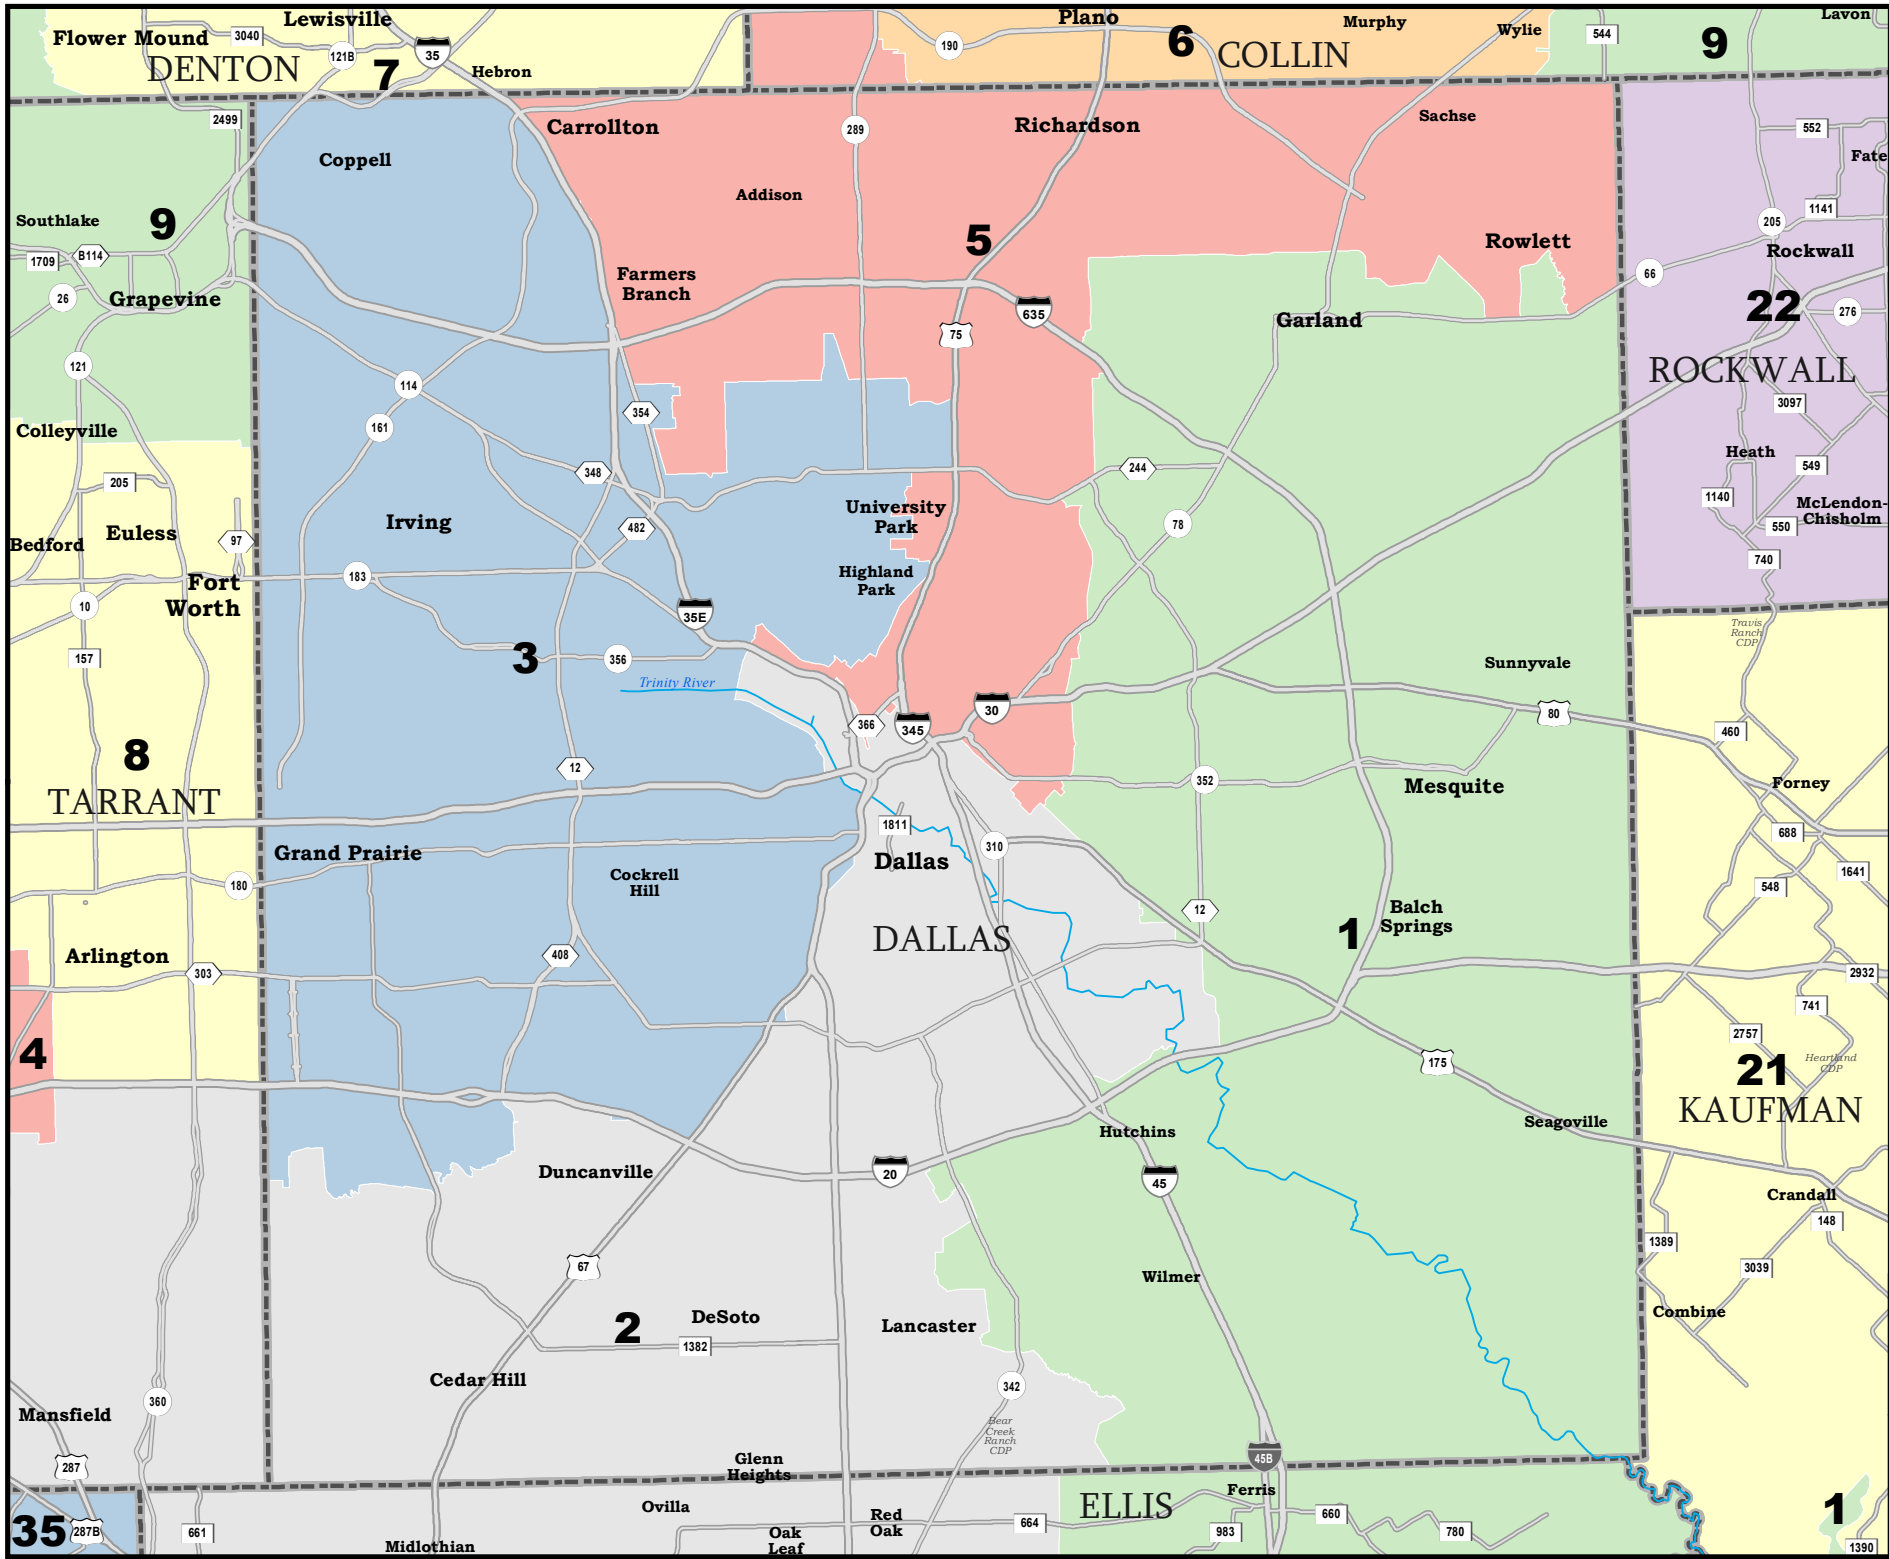 Lewisville
Plano
Murphy
Lavon
Flower Mound
3040
121B
35
190
6
COLLIN
Wylie
544
9
DENTON
7
Hebron
2499
Carrollton
289
Richardson
Sachse
552
Coppell
Fate
Addison
Southlake
9
1141
205
5
Rowlett
Rockwall
1709
B114
26
Grapevine
Farmers
Branch
635
66
22
276
75
Garland
121
114
ROCKWALL
354
3097
161
Colleyville
348
244
Heath
549
205
1140
Irving
University
Park
McLendon-
Chisholm
482
78
550
Euless
97
Bedford
740
Fort
Worth
183
Highland
Park
10
35E
Travis
Ranch
CDP
157
3
356
Sunnyvale
Trinity River
366
345
30
80
460
8
12
352
Mesquite
Forney
TARRANT
1811
688
310
Grand Prairie
Dallas
1641
180
Cockrell
Hill
548
12
Balch
Springs
1
DALLAS
Arlington
408
303
2932
741
4
2757
175
Heartland
CDP
21
KAUFMAN
Hutchins
Seagoville
Duncanville
20
45
Crandall
148
1389
67
Wilmer
3039
Combine
2
DeSoto
Lancaster
1382
Cedar Hill
342
360
Mansfield
Bear
Creek
Ranch
CDP
287
Glenn
Heights
45B
Ferris
ELLIS
1
35
287B
661
Ovilla
Red
Oak
664
983
660
780
Oak
Leaf
Midlothian
1390